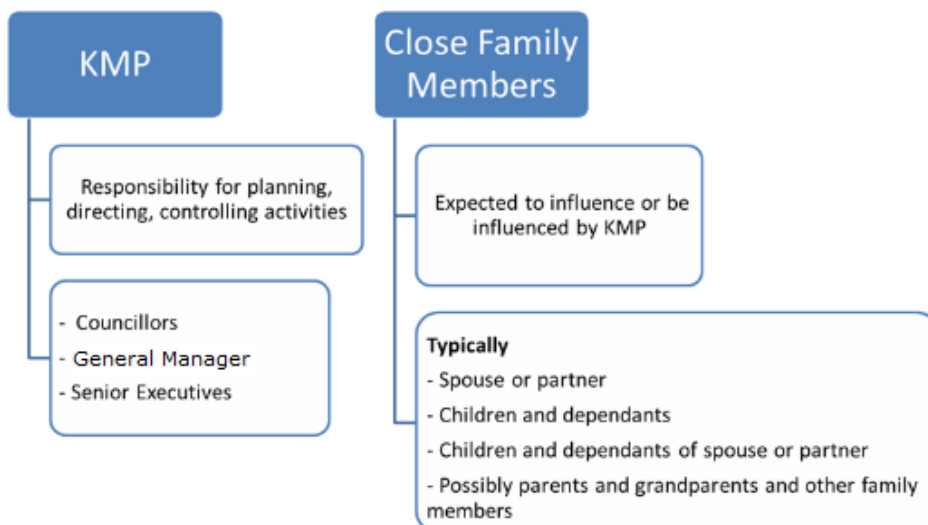 KMP
Responsibility for planning,
directing, controlling activities
- Councillors
- General Manager
- Senior Executives
Close Family
Members
Expected to influence or be
influenced by KMP
Typically
- Spouse or partner
- Children and dependants
- Children and dependants of spouse or partner
- Possibly parents and grandparents and other family
members